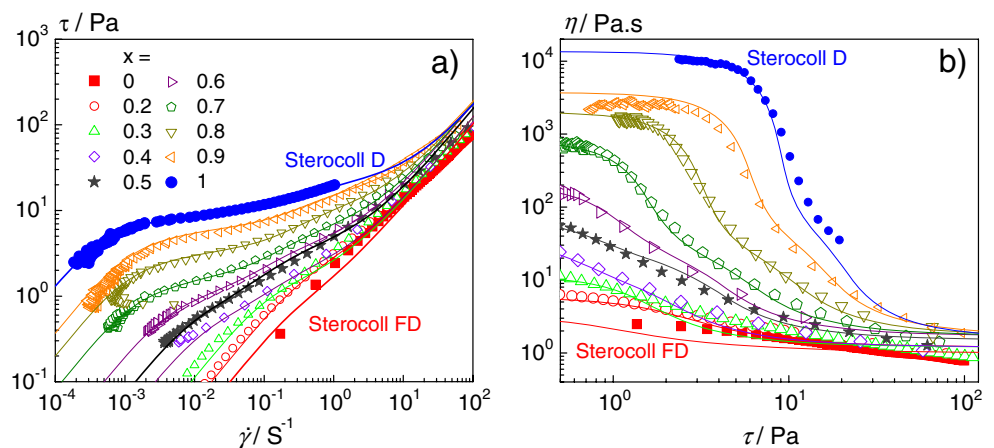 τ / Pa
a)
10³
10²
10¹
10⁰
10⁻¹
x =
0
0.2
0.3
0.4
0.5
0.6
0.7
0.8
0.9
1
Sterocoll D
Sterocoll FD
10⁻⁴ 10⁻³ 10⁻² 10⁻¹ 10⁰ 10¹ 10²
γ̇ / S⁻¹
η / Pa.s
b)
10⁴
10³
10²
10¹
10⁰
Sterocoll D
Sterocoll FD
10⁰ 10¹ 10²
τ / Pa